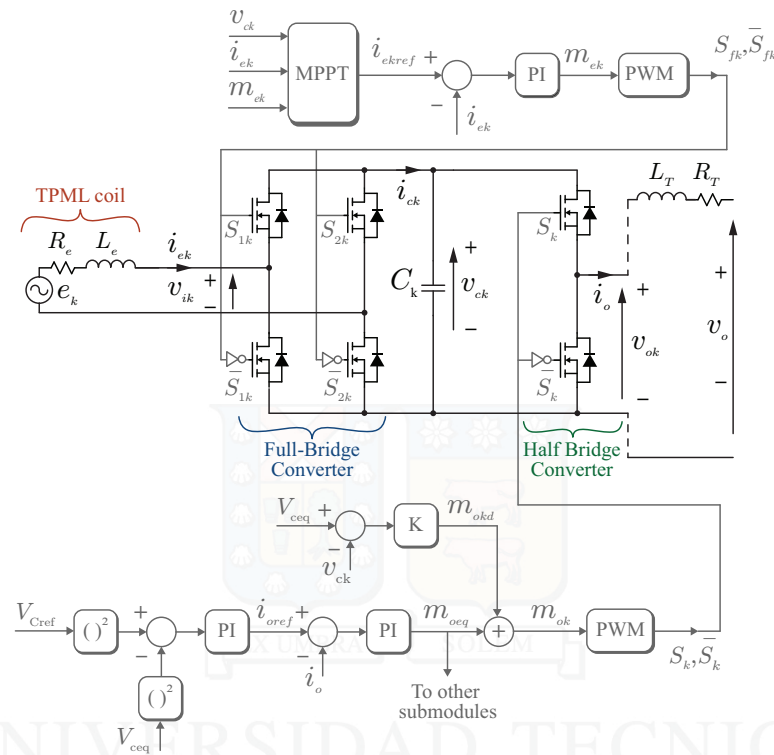 v_ck
i_ek
m_ek
MPPT
i_ekref
+
−
i_ek
PI
m_ek
PWM
S_fk, S̅_fk
TPML coil
R_e
L_e
i_ek
e_k
+
v_ik
−
S_1k
S_2k
S̅_1k
S̅_2k
i_ck
C_k
+
v_ck
−
S_k
S̅_k
i_o
L_T
R_T
+
v_ok
−
+
v_o
−
Full-Bridge
Converter
Half Bridge
Converter
V_ceq
+
−
v_ck
K
m_okd
V_Cref
( )²
+
−
( )²
V_ceq
PI
i_oref
+
−
i_o
PI
m_oeq
+
m_ok
PWM
S_k, S̅_k
To other
submodules
EX UMBRA
SOLEM
UNIVERSIDAD TECNIC